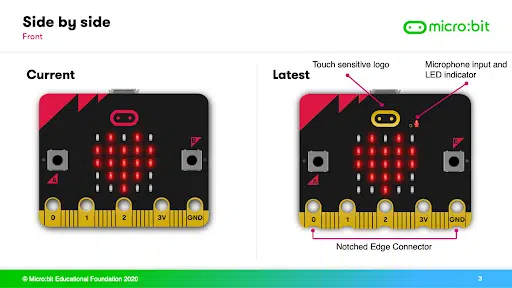 Side by side
Front
micro:bit
Touch sensitive logo
Microphone input and
LED indicator
Current
Latest
A
B
0
1
2
3V
GND
A
B
0
1
2
3V
GND
Notched Edge Connector
© Micro:bit Educational Foundation 2020
3